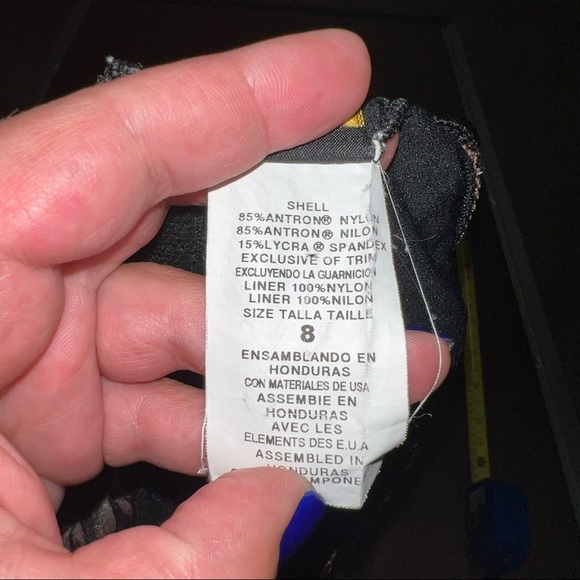 SHELL
85%ANTRON® NYLON
85%ANTRON® NILON
15%LYCRA ® SPANDEX
EXCLUSIVE OF TRIM
EXCLUYENDO LA GUARNICION
LINER 100%NYLON
LINER 100%NILON
SIZE TALLA TAILLE
8
ENSAMBLANDO EN
HONDURAS
CON MATERIALES DE USA
ASSEMBIE EN
HONDURAS
AVEC LES
ELEMENTS DES E.U.A
ASSEMBLED IN
HONDURAS